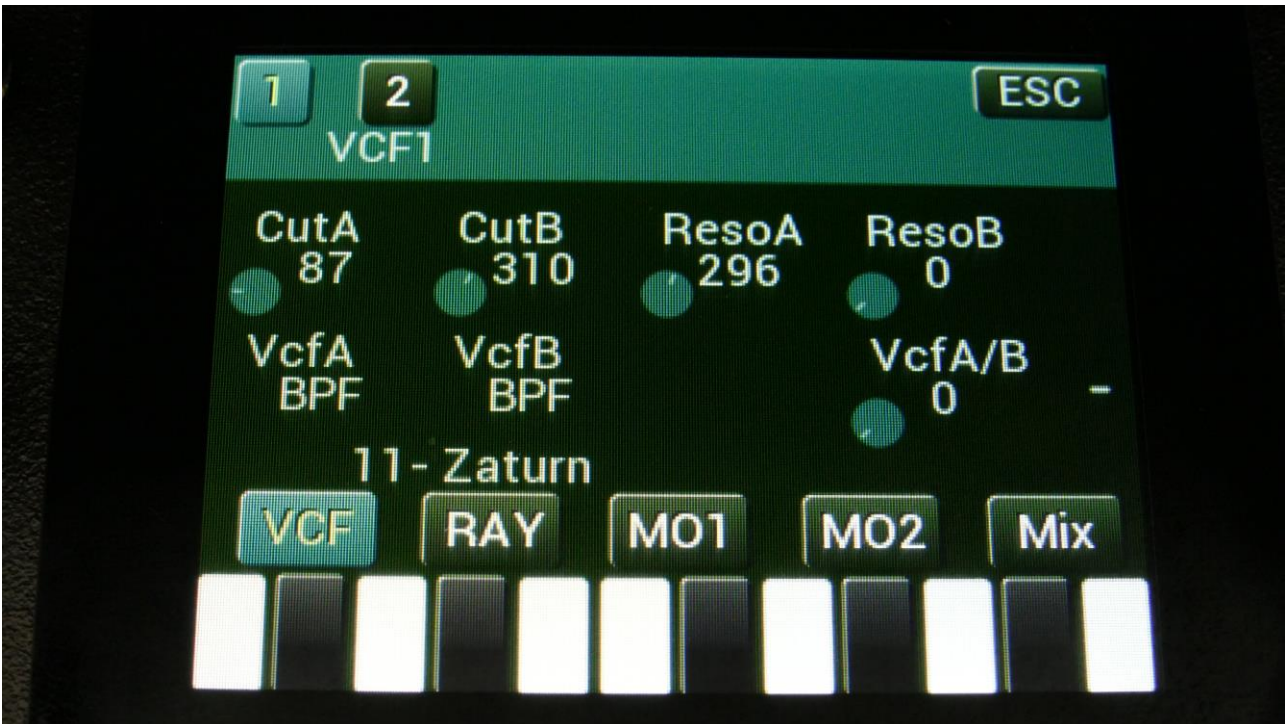 1 2 ESC
VCF1
CutA CutB ResoA ResoB
87 310 296 0
VcfA VcfB VcfA/B
BPF BPF 0 -
11- Zaturn
VCF RAY MO1 MO2 Mix